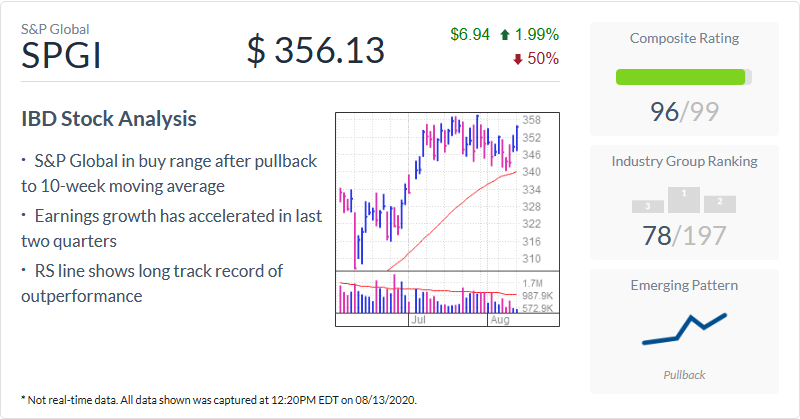 S&P Global
SPGI
$ 356.13
$6.94 1.99%
50%
IBD Stock Analysis
· S&P Global in buy range after pullback
to 10-week moving average
· Earnings growth has accelerated in last
two quarters
· RS line shows long track record of
outperformance
358
352
346
340
334
328
322
316
310
1.7M
987.9K
572.9K
Jul Aug
Composite Rating
96/99
Industry Group Ranking
3 1 2
78/197
Emerging Pattern
Pullback
* Not real-time data. All data shown was captured at 12:20PM EDT on 08/13/2020.